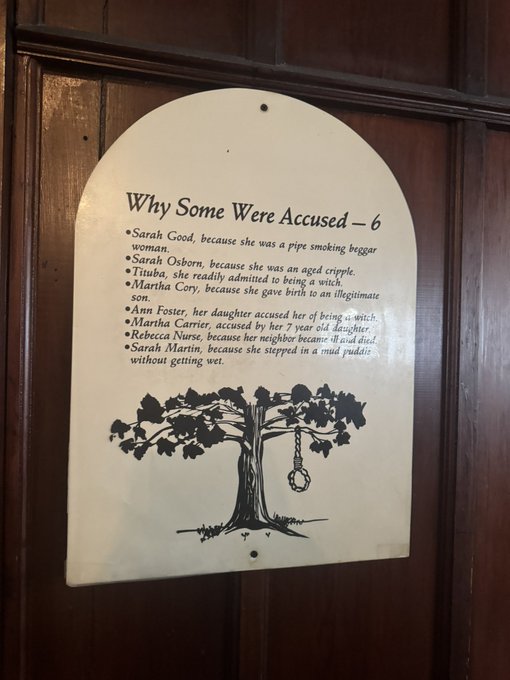 Why Some Were Accused — 6
•Sarah Good, because she was a pipe smoking beggar
woman.
•Sarah Osborn, because she was an aged cripple.
•Tituba, she readily admitted to being a witch.
•Martha Cory, because she gave birth to an illegitimate
son.
•Ann Foster, her daughter accused her of being a witch.
•Martha Carrier, accused by her 7 year old daughter.
•Rebecca Nurse, because her neighbor became ill and died.
•Sarah Martin, because she stepped in a mud puddle
without getting wet.